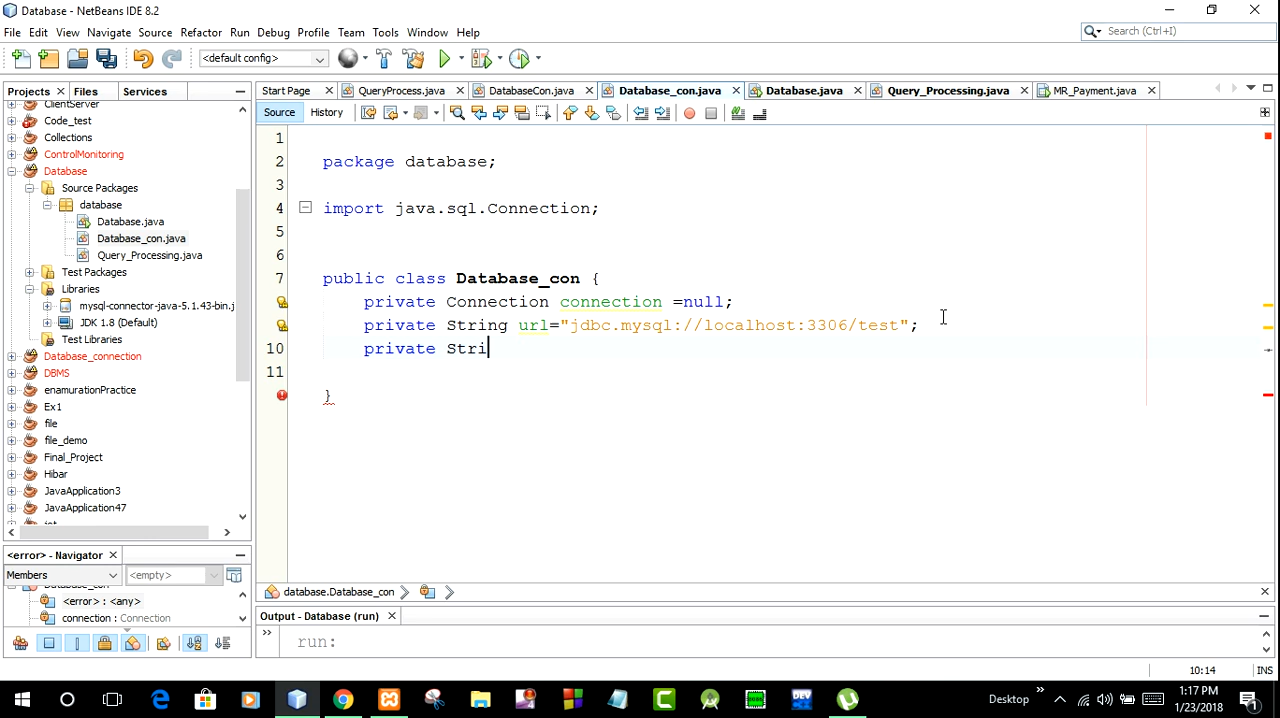 Database - NetBeans IDE 8.2
File Edit View Navigate Source Refactor Run Debug Profile Team Tools Window Help
Search (Ctrl+I)
<default config>
Projects Files Services
Start Page QueryProcess.java DatabaseCon.java Database_con.java Database.java Query_Processing.java MR_Payment.java
Source History
ClientServer
Code_test
Collections
ControlMonitoring
Database
Source Packages
database
Database.java
Database_con.java
Query_Processing.java
Test Packages
Libraries
mysql-connector-java-5.1.43-bin.j
JDK 1.8 (Default)
Test Libraries
Database_connection
DBMS
enamurationPractice
Ex1
file
file_demo
Final_Project
Hibar
JavaApplication3
JavaApplication47
1
2 package database;
3
4 import java.sql.Connection;
5
6
7 public class Database_con {
private Connection connection =null;
private String url="jdbc.mysql://localhost:3306/test";
10 private Stri
11
}
<error> - Navigator
Members <empty>
Database_con
<error> : <any>
connection : Connection
database.Database_con
Output - Database (run)
run:
10:14 INS
Desktop
1:17 PM
1/23/2018